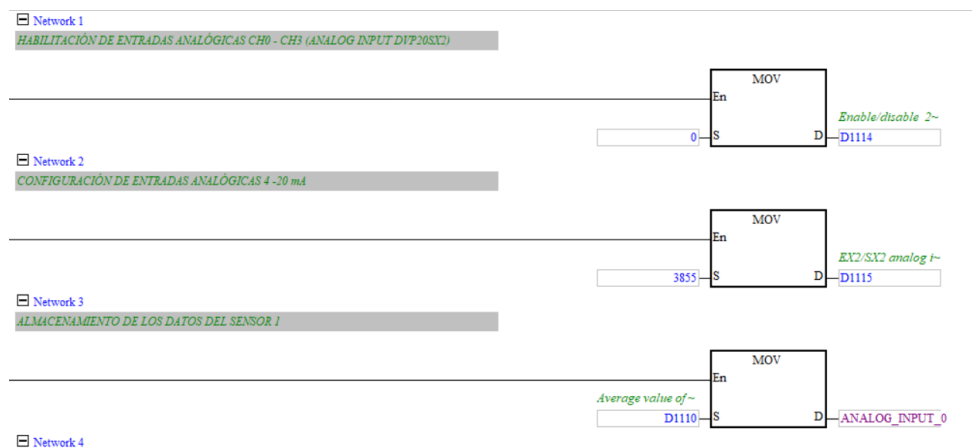 Network 1
HABILITACIÓN DE ENTRADAS ANALÓGICAS CH0 - CH3 (ANALOG INPUT DVP20SX2)
MOV
En
Enable/disable 2~
0 S D D1114
Network 2
CONFIGURACIÓN DE ENTRADAS ANALÓGICAS 4 -20 mA
MOV
En
EX2/SX2 analog i~
3855 S D D1115
Network 3
ALMACENAMIENTO DE LOS DATOS DEL SENSOR 1
MOV
En
Average value of~
D1110 S D ANALOG_INPUT_0
Network 4